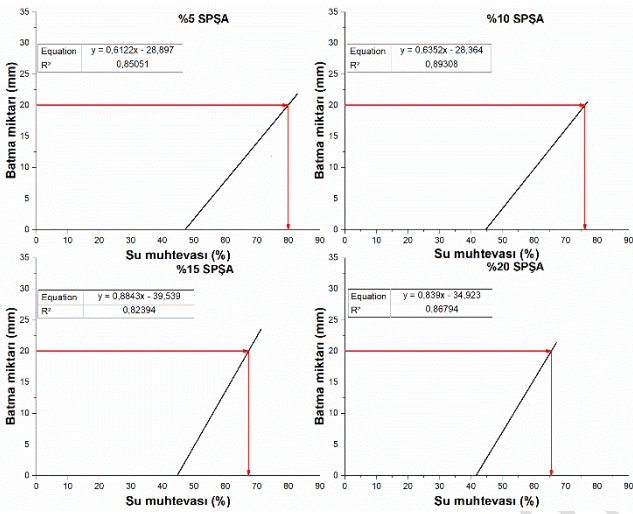 %5 SPŞA
Equation y = 0,6122x - 28,897
R² 0,85051
Batma miktarı (mm)
35
30
25
20
15
10
5
0
0 10 20 30 40 50 60 70 80 90
Şu muhtevası (%)
%10 SPŞA
Equation y = 0,6352x - 28,364
R² 0,89308
Batma miktarı (mm)
35
30
25
20
15
10
5
0
0 10 20 30 40 50 60 70 80 90
Şu muhtevası (%)
%15 SPŞA
Equation y = 0,8843x - 39,539
R² 0,82394
Batma miktarı (mm)
35
30
25
20
15
10
5
0
0 10 20 30 40 50 60 70 80 90
Şu muhtevası (%)
%20 SPŞA
Equation y = 0,839x - 34,923
R² 0,86794
Batma miktarı (mm)
35
30
25
20
15
10
5
0
0 10 20 30 40 50 60 70 80 90
Şu muhtevası (%)